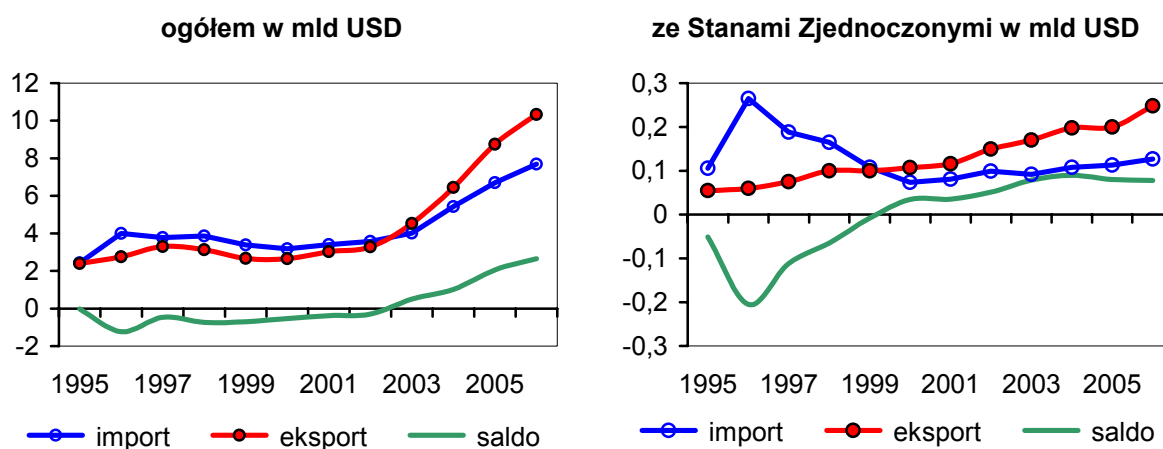 ogółem w mld USD
12
10
8
6
4
2
0
-2
1995 1997 1999 2001 2003 2005
import eksport saldo
ze Stanami Zjednoczonymi w mld USD
0,3
0,2
0,1
0
-0,1
-0,2
-0,3
1995 1997 1999 2001 2003 2005
import eksport saldo